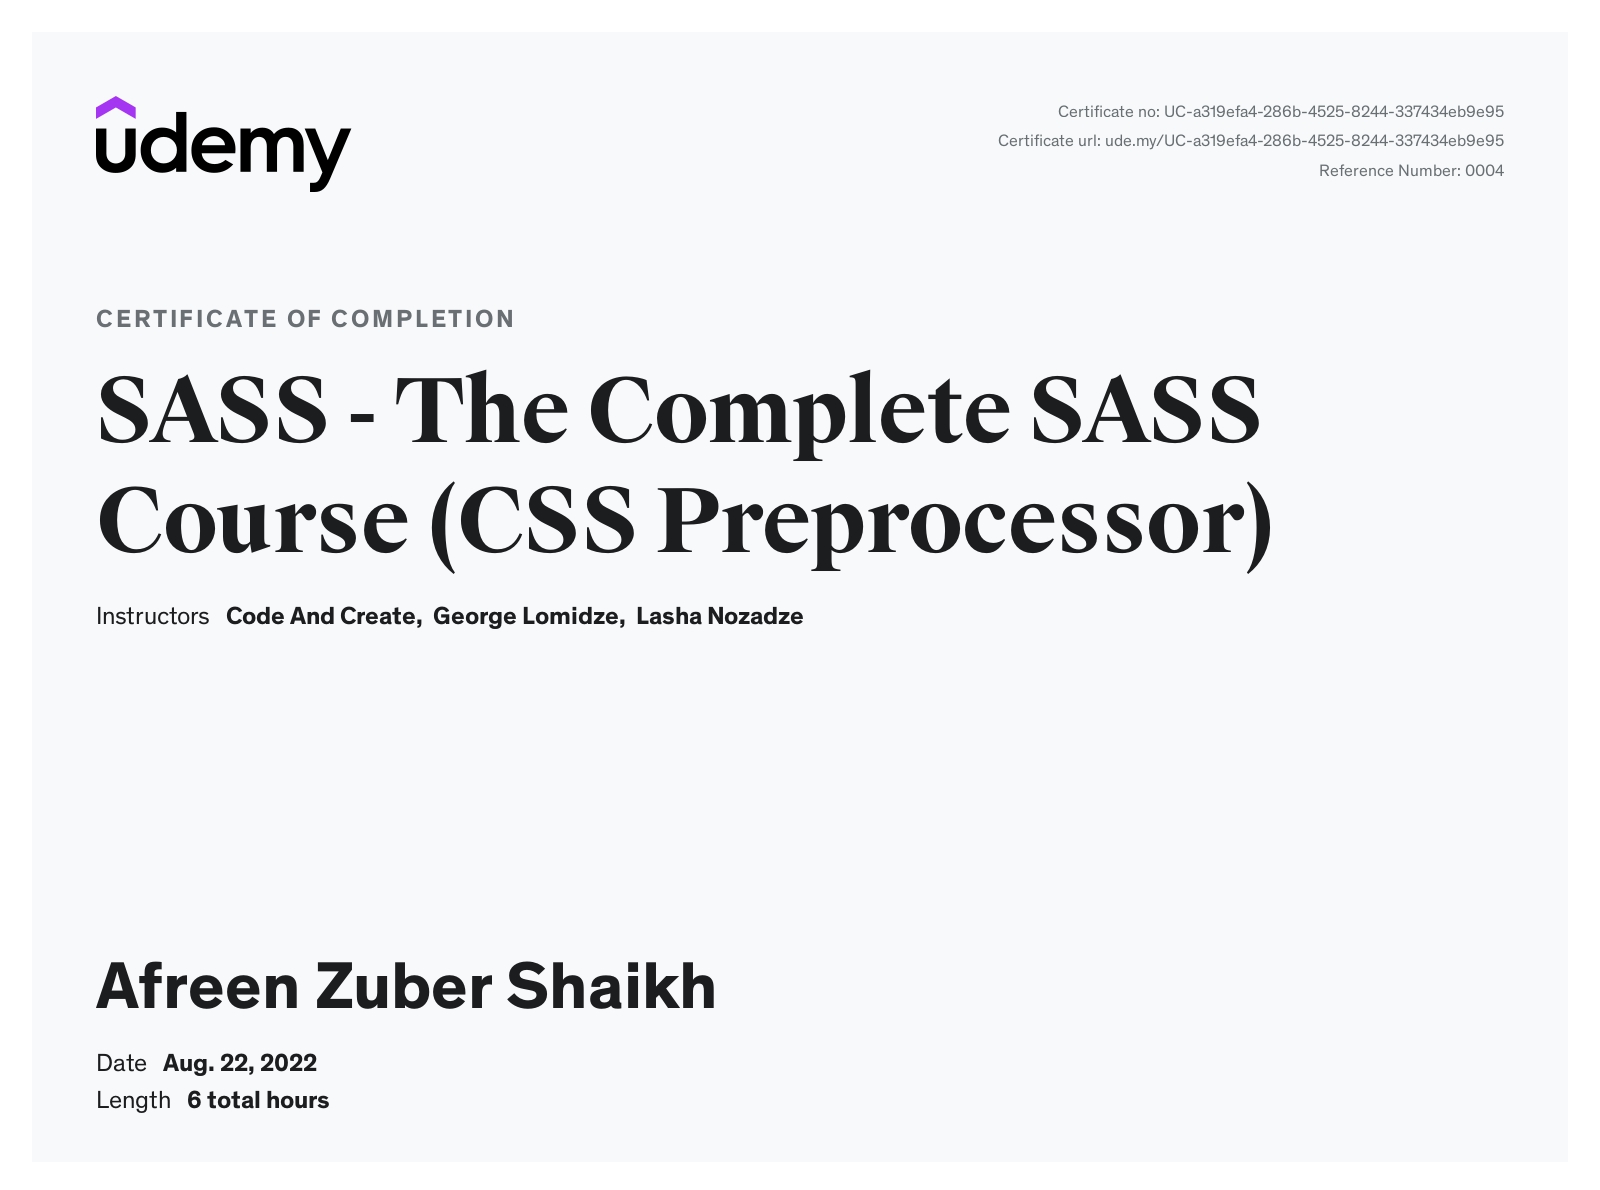 udemy
Certificate no: UC-a319efa4-286b-4525-8244-337434eb9e95
Certificate url: ude.my/UC-a319efa4-286b-4525-8244-337434eb9e95
Reference Number: 0004
CERTIFICATE OF COMPLETION
SASS - The Complete SASS
Course (CSS Preprocessor)
Instructors Code And Create, George Lomidze, Lasha Nozadze
Afreen Zuber Shaikh
Date Aug. 22, 2022
Length 6 total hours